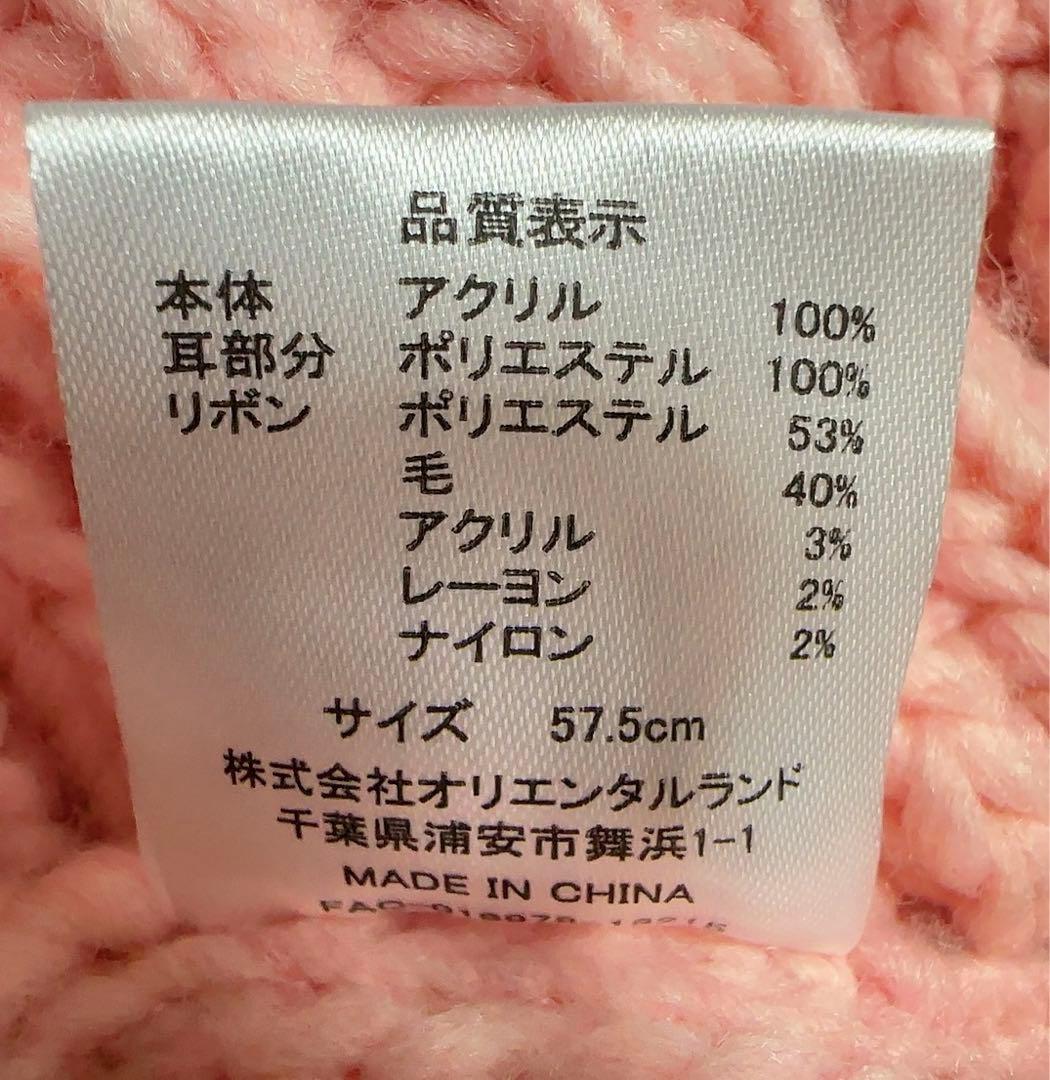 品質表示
本体 アクリル 100%
耳部分 ポリエステル 100%
リボン ポリエステル 53%
毛 40%
アクリル 3%
レーヨン 2%
ナイロン 2%
サイズ 57.5cm
株式会社オリエンタルランド
千葉県浦安市舞浜1-1
MADE IN CHINA